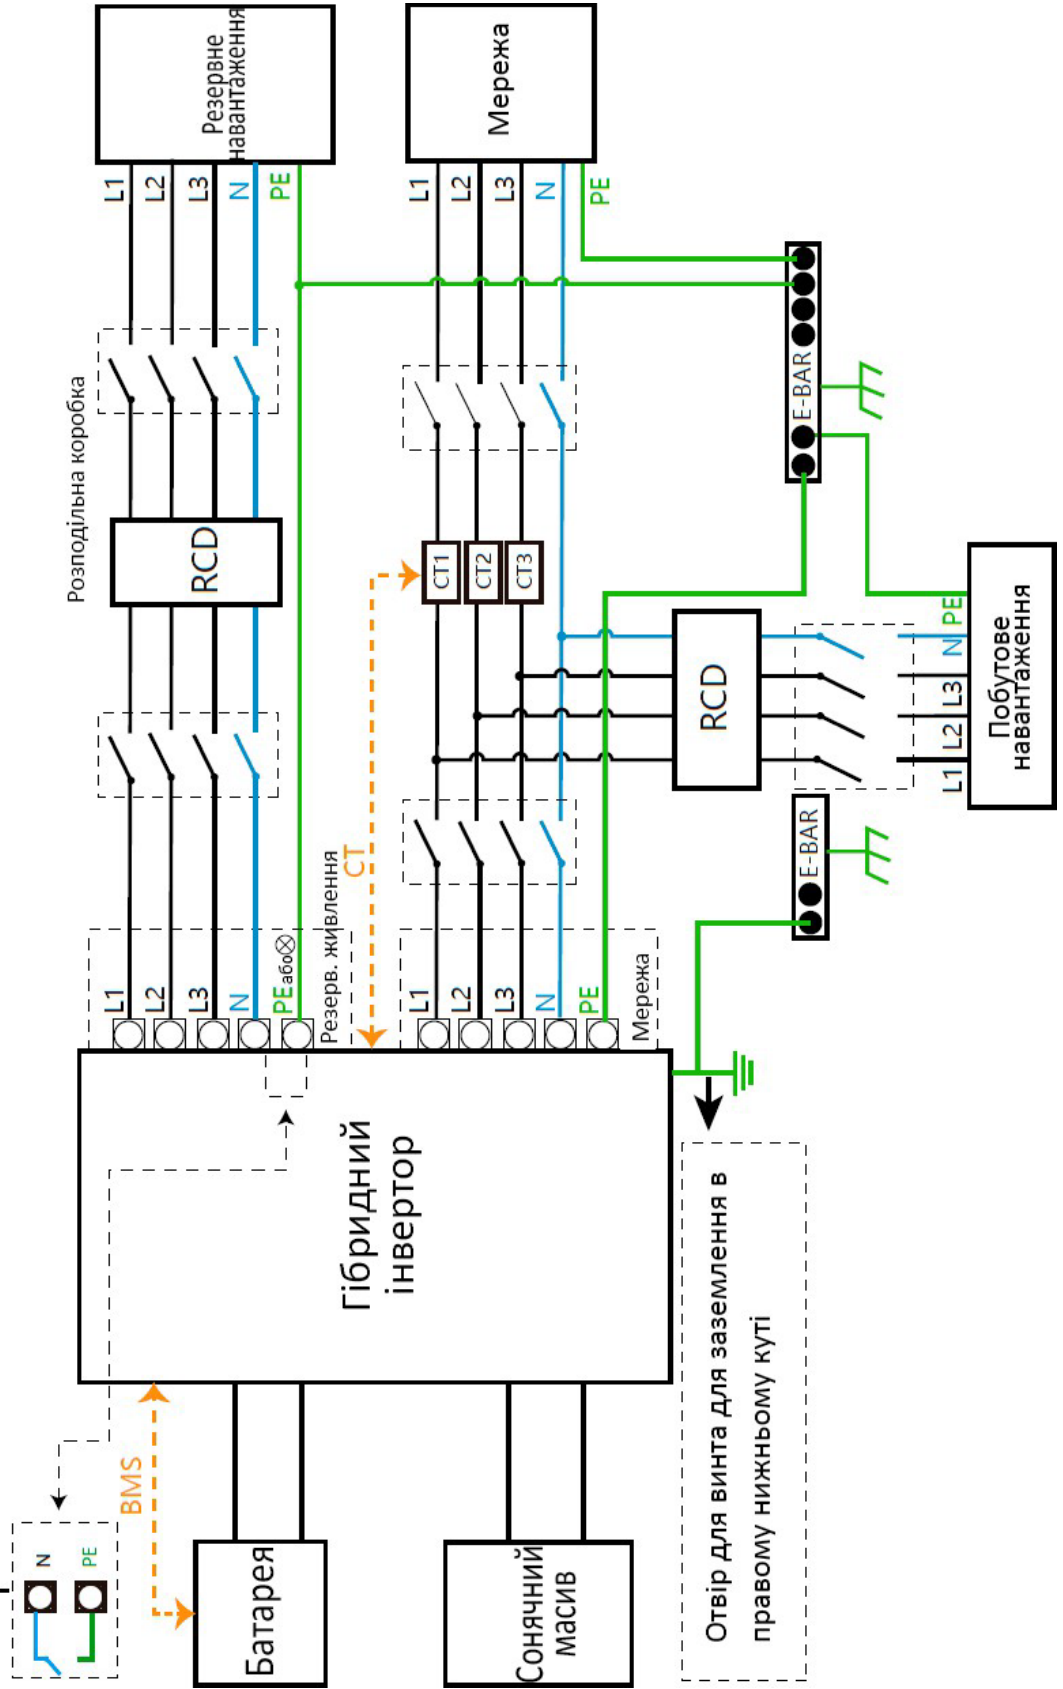 Резервне
навантаження
L1
L2
L3
N
PE
Мережа
L1
L2
L3
N
PE
Розподільна коробка
RCD
CT1
CT2
CT3
E-BAR
RCD
Побутове
навантаження
L1
L2
L3
N
PE
E-BAR
CT
L1
L2
L3
N
PE
або
Резерв. живлення
L1
L2
L3
N
PE
Мережа
Гібридний
інвертор
Отвір для винта для заземлення в
правому нижньому куті
BMS
N
PE
Батарея
Сонячний
масив